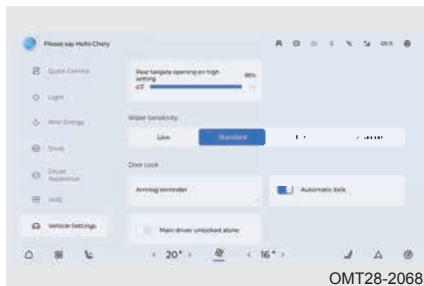 Please say Hello Chery
Quick Control
Light
New Energy
Drive
Driver
Assistance
HUD
Vehicle Settings
Rear tailgate opening on high
setting
Wiper Sensitivity
Low
Standard
Door Lock
Arming reminder
Automatic lock
Main driver unlocked alone
20°
16°
OMT28-2068